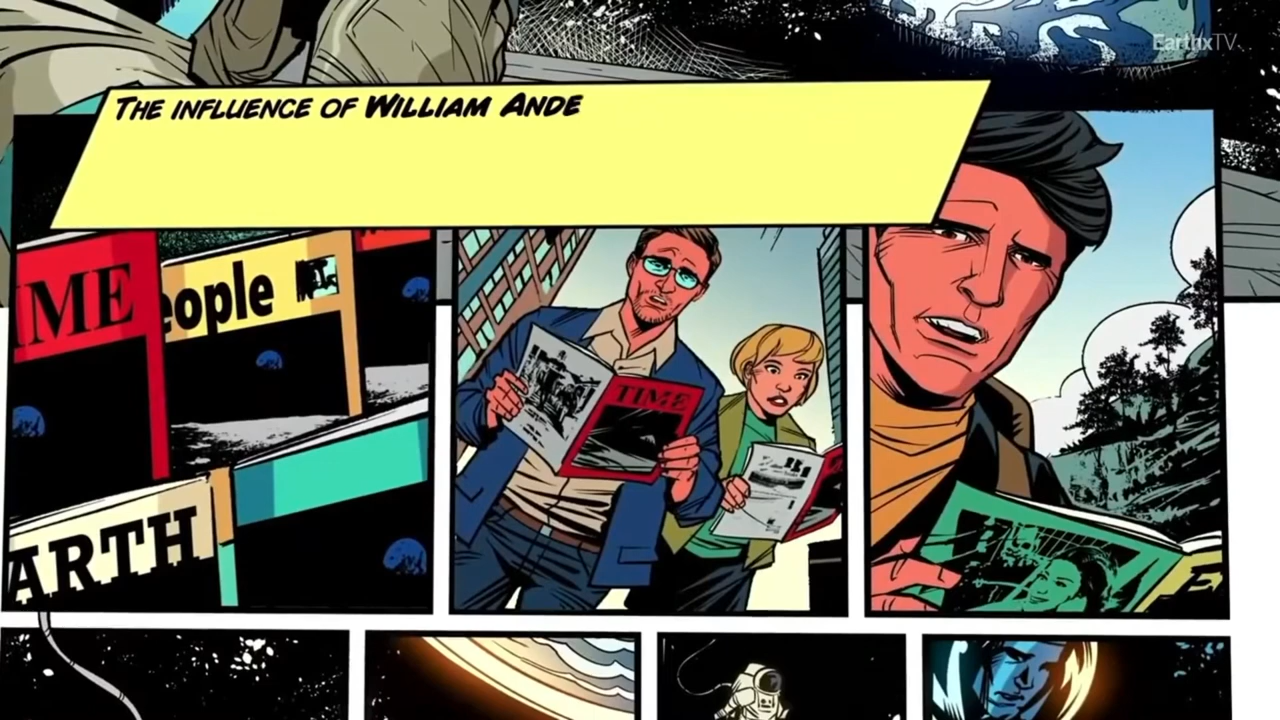 EarthxTV
THE INFLUENCE OF WILLIAM ANDE
IME
eople
TIME
ARTH